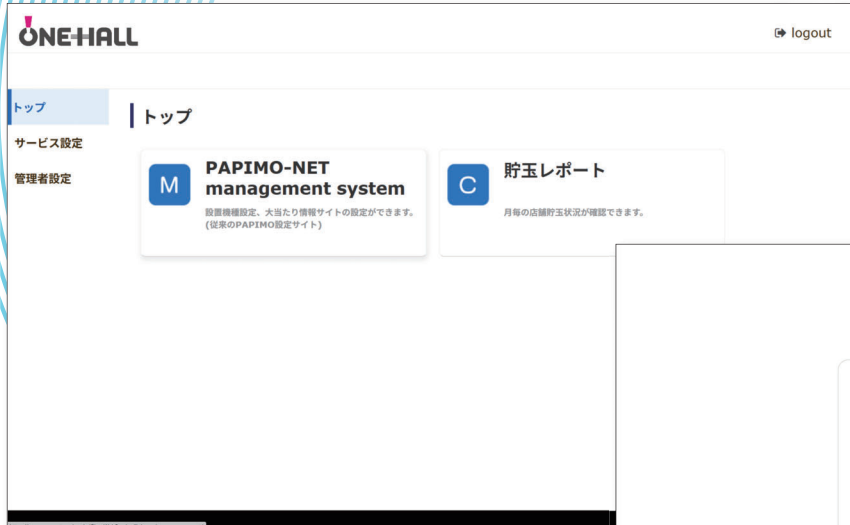 ONE-HALL
logout
トップ
サービス設定
管理者設定
トップ
M
PAPIMO-NET
management system
設置機種設定、大当たり情報サイトの設定ができます。
(従来のPAPIMO設定サイト)
C
貯玉レポート
月毎の店舗貯玉状況が確認できます。